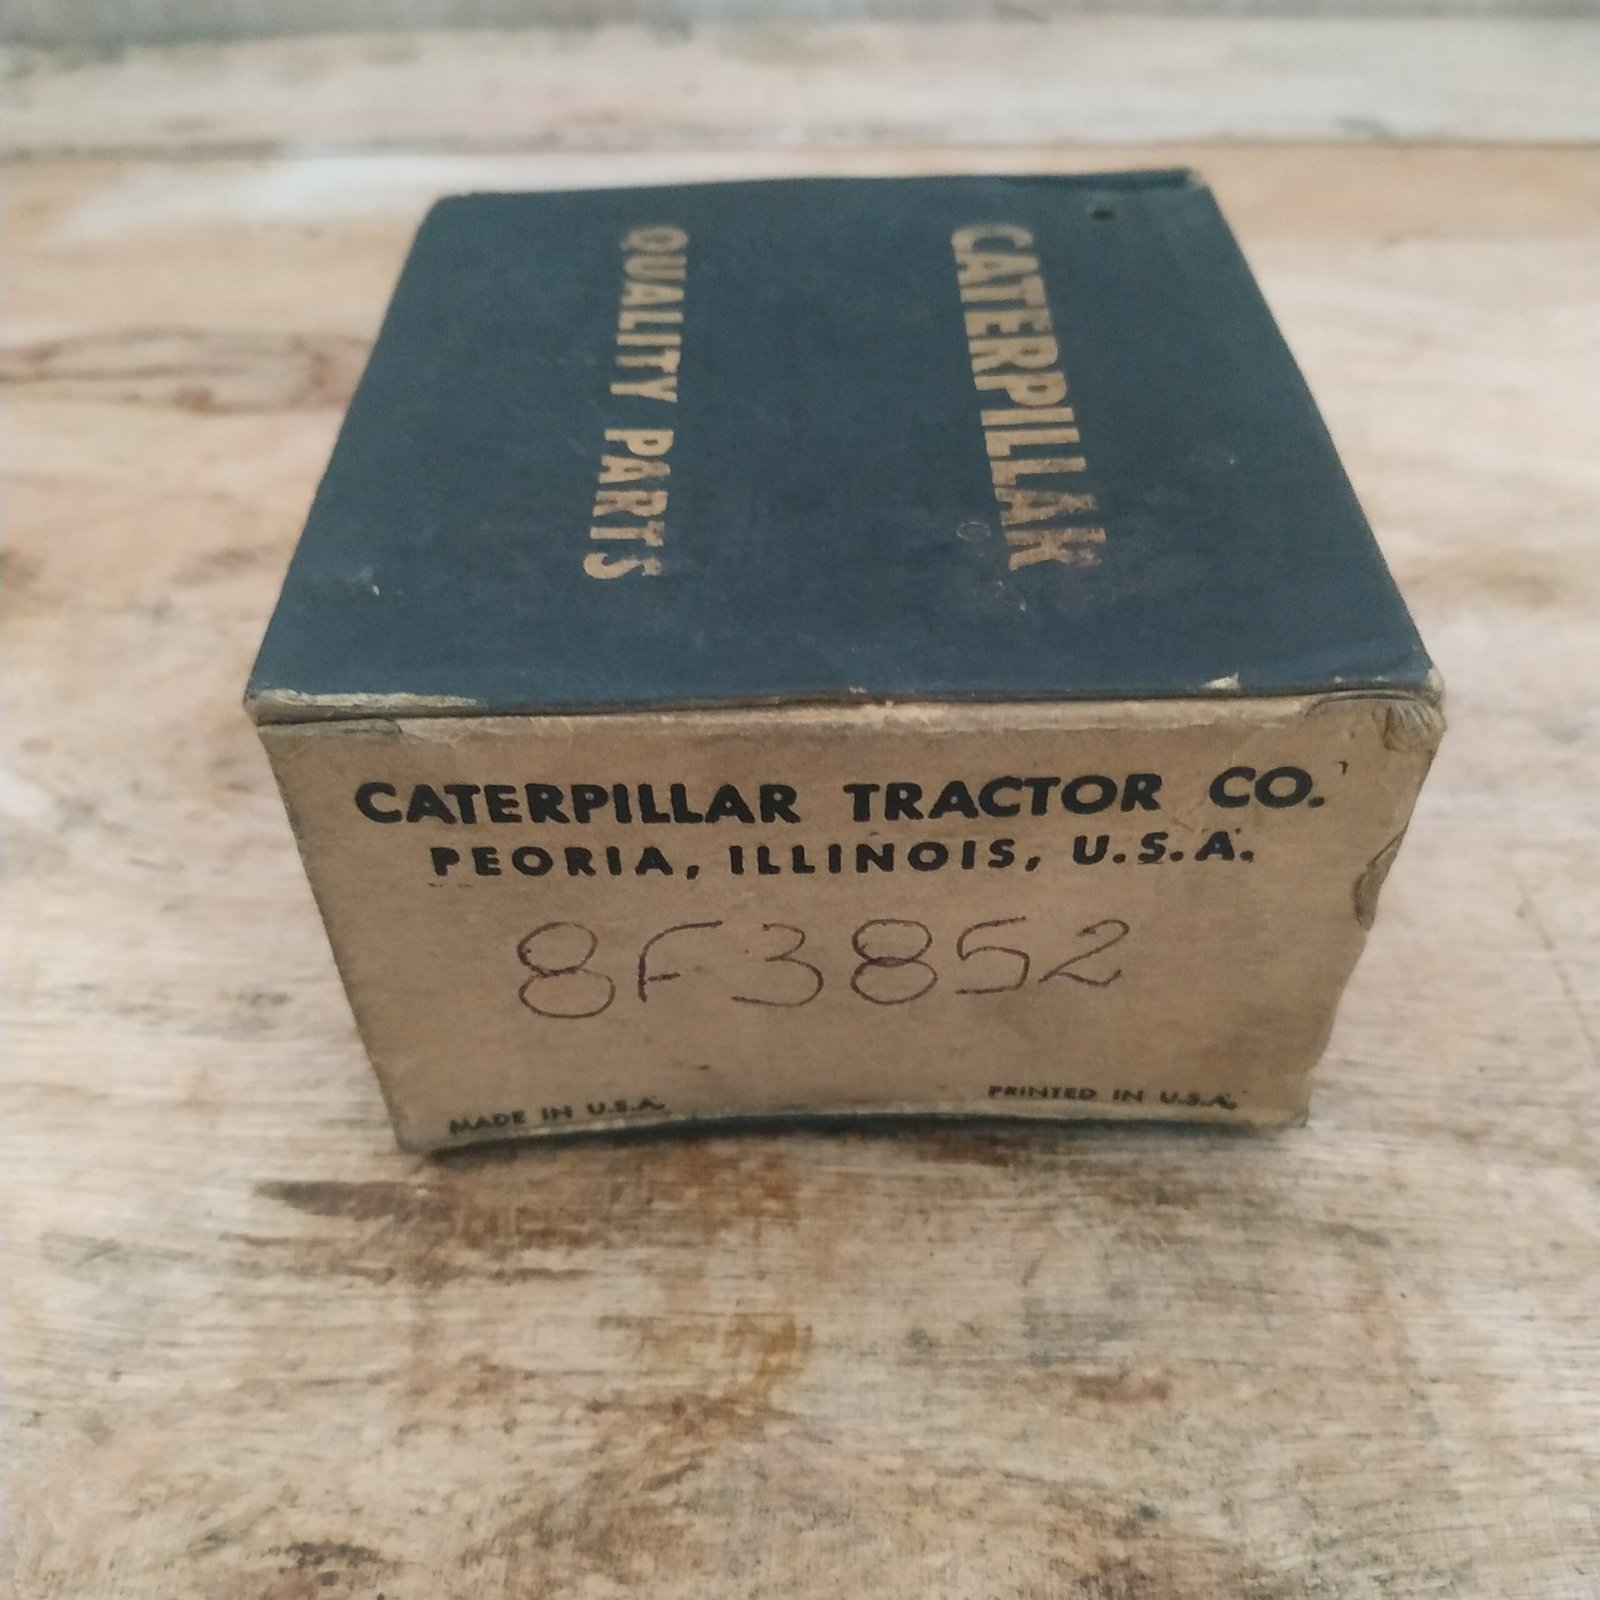 CATERPILLAR
QUALITY PARTS
CATERPILLAR TRACTOR CO.
PEORIA, ILLINOIS, U.S.A.
8F3852
MADE IN U.S.A.
PRINTED IN U.S.A.